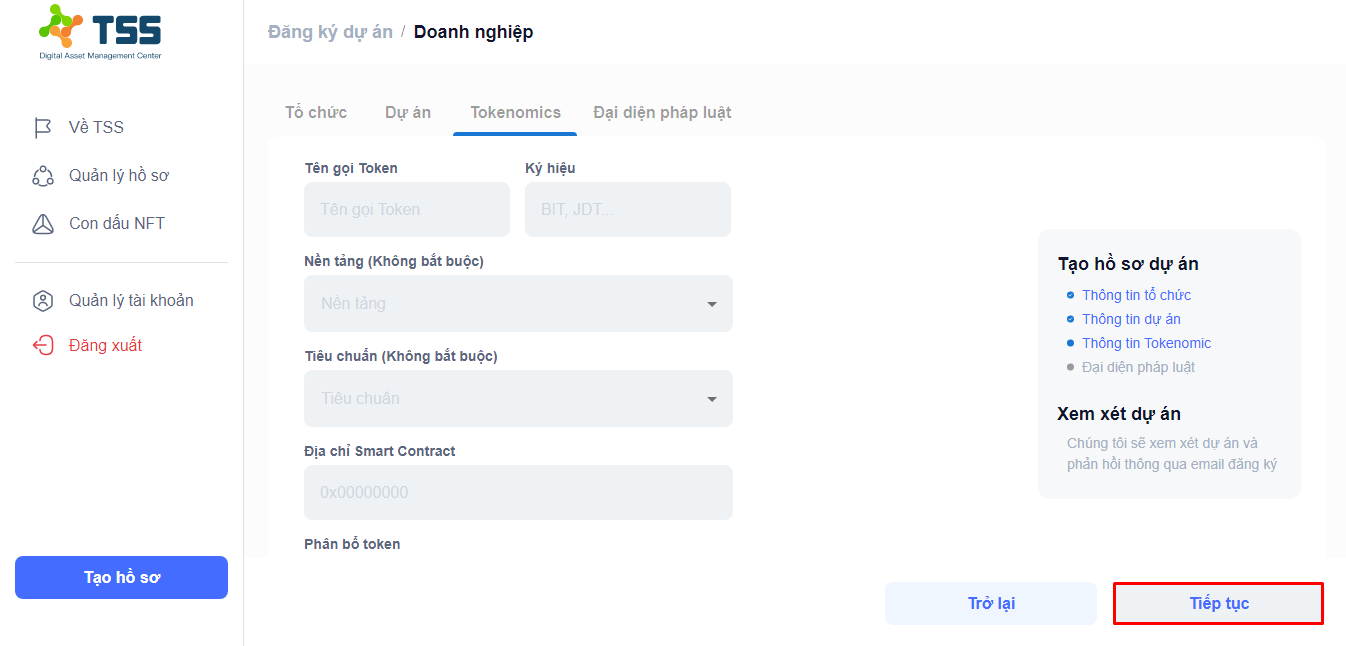 TSS
Digital Asset Management Center
Về TSS
Quản lý hồ sơ
Con dấu NFT
Quản lý tài khoản
Đăng xuất
Tạo hồ sơ
Đăng ký dự án / Doanh nghiệp
Tổ chức Dự án Tokenomics Đại diện pháp luật
Tên gọi Token Ký hiệu
Tên gọi Token BIT, JDT...
Nền tảng (Không bắt buộc)
Nền tảng
Tiêu chuẩn (Không bắt buộc)
Tiêu chuẩn
Địa chỉ Smart Contract
0x00000000
Phân bổ token
Tạo hồ sơ dự án
Thông tin tổ chức
Thông tin dự án
Thông tin Tokenomic
Đại diện pháp luật
Xem xét dự án
Chúng tôi sẽ xem xét dự án và
phản hồi thông qua email đăng ký
Trở lại Tiếp tục